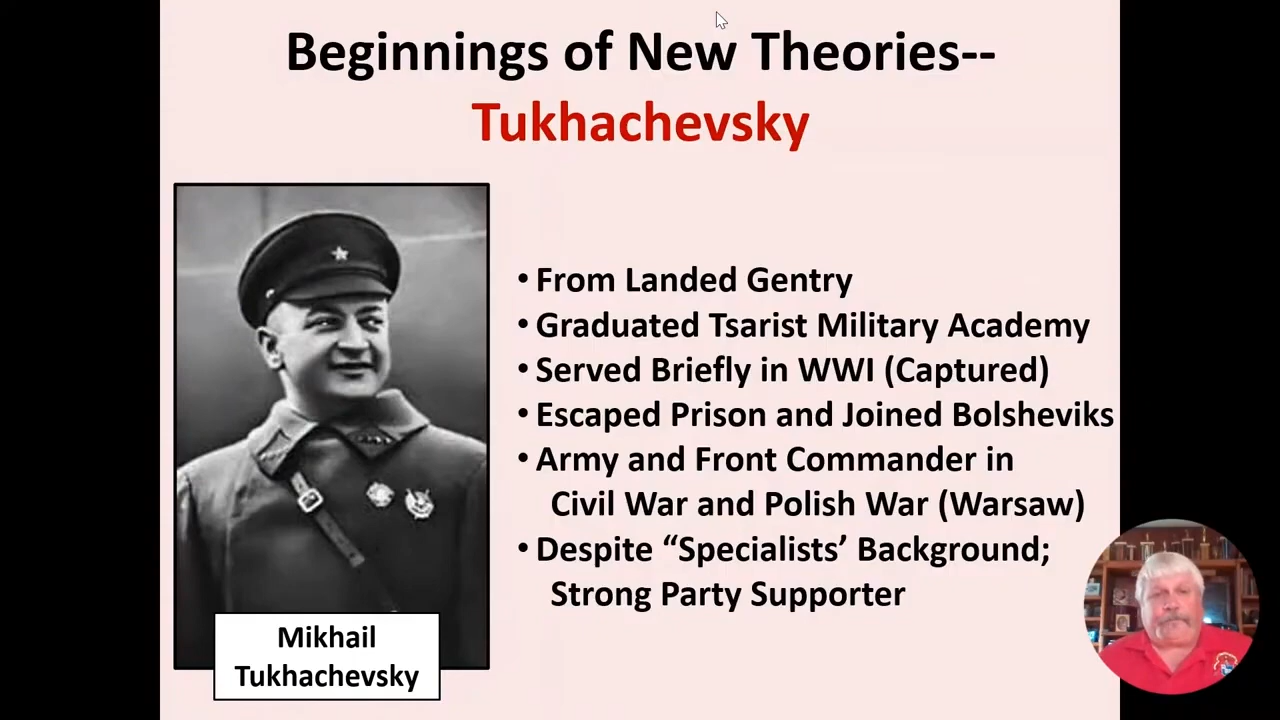 Beginnings of New Theories--
Tukhachevsky
• From Landed Gentry
• Graduated Tsarist Military Academy
• Served Briefly in WWI (Captured)
• Escaped Prison and Joined Bolsheviks
• Army and Front Commander in
Civil War and Polish War (Warsaw)
• Despite “Specialists’ Background;
Strong Party Supporter
Mikhail
Tukhachevsky